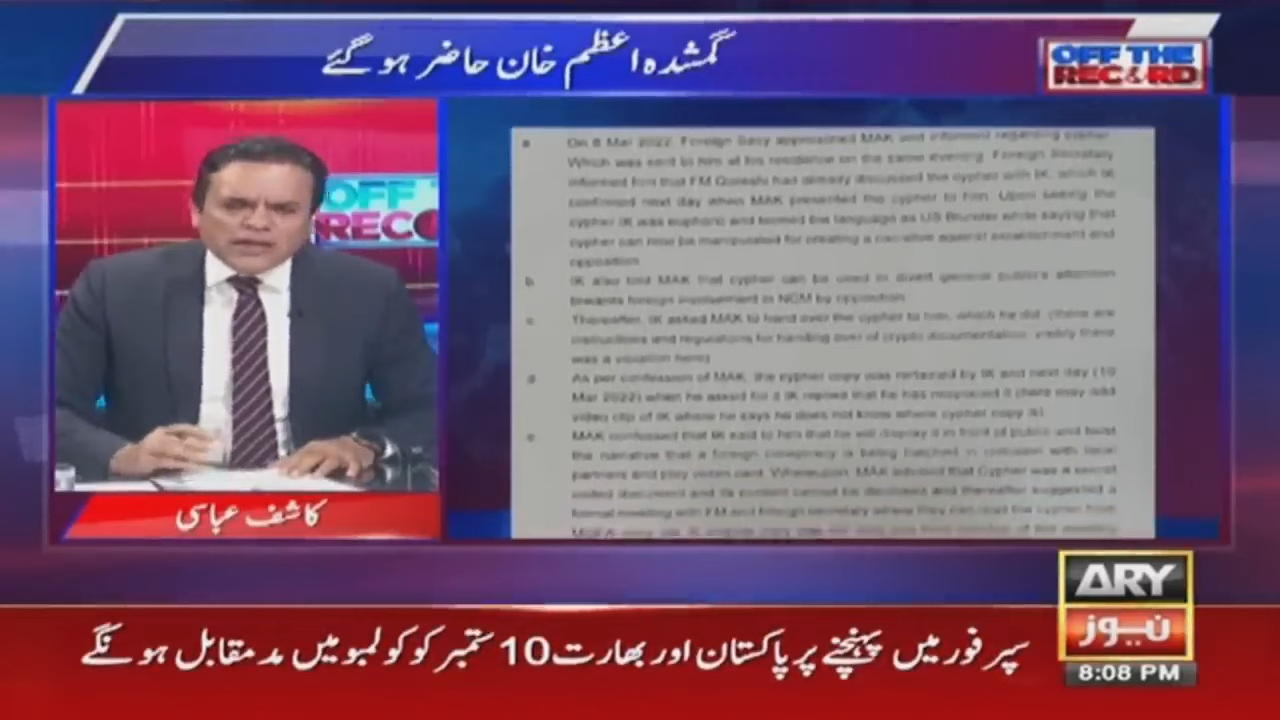 گمشدہ اعظم خان حاضر ہوگئے
OFF THE
RECORD
OFF T
RECO
a On 8 Mar 2022, Foreign Secy approached MAK and informed regarding cypher.
Which was sent to him at his residence on the same evening. Foreign Secretary
informed him that FM Qureshi had already discussed the cypher with IK, which IK
confirmed next day when MAK presented the cypher to him. Upon seeing the
cypher IK was euphoric and termed the language as US Blunder while saying that
cypher can now be manipulated for creating a narrative against establishment and
opposition.
b IK also told MAK that cypher can be used to divert general public's attention
towards foreign involvement in NCM by opposition.
c Thereafter, IK asked MAK to hand over the cypher to him, which he did. (there are
instructions and regulations for handing over of crypto documentation, visibly there
was a violation here)
d As per confession of MAK, the cypher copy was retained by IK and next day (10
Mar 2022) when he asked for it IK replied that he has misplaced it (here may add
video clip of IK where he says he does not know where cypher copy is).
e MAK confessed that IK said to him that he will display it in front of public and twist
the narrative that a foreign conspiracy is being hatched in collusion with local
partners and play victim card. Whereupon, MAK advised that Cypher was a secret
coded document and its content cannot be disclosed and thereafter suggested a
formal meeting with FM and foreign secretary where they can read the cypher from
کاشف عباسی
سپر فور میں پہنچنے پر پاکستان اور بھارت 10 ستمبر کو کولمبو میں مدمقابل ہونگے
ARY
نیوز
8:08 PM